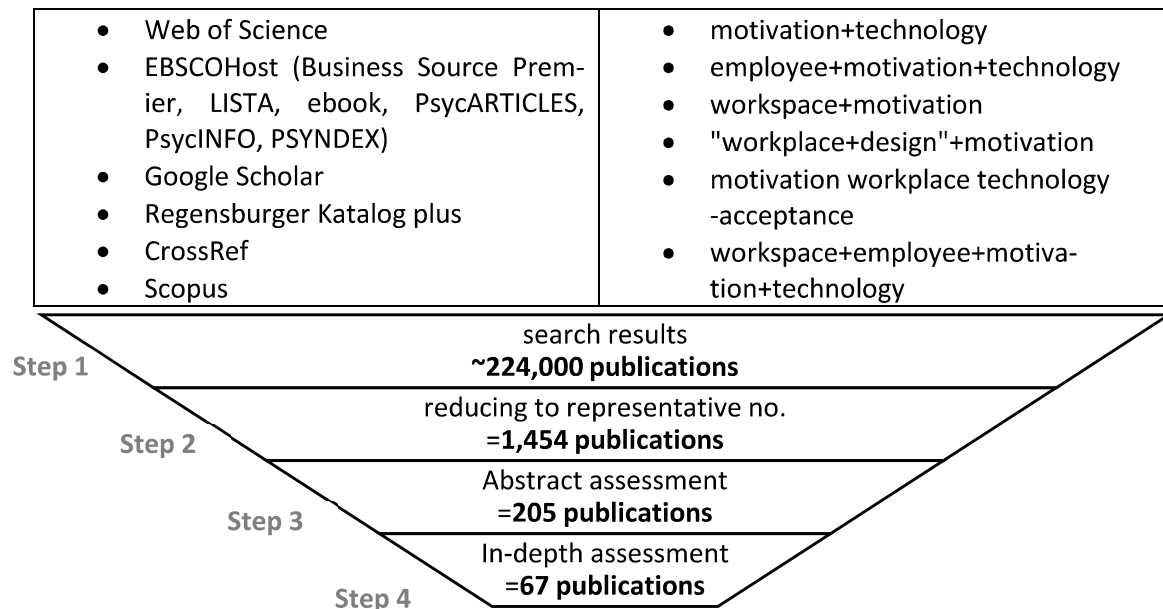 • Web of Science
• EBSCOHost (Business Source Prem-
ier, LISTA, ebook, PsycARTICLES,
PsycINFO, PSYNDEX)
• Google Scholar
• Regensburger Katalog plus
• CrossRef
• Scopus
• motivation+technology
• employee+motivation+technology
• workspace+motivation
• "workplace+design"+motivation
• motivation workplace technology
-acceptance
• workspace+employee+motiva-
tion+technology
Step 1
search results
~224,000 publications
Step 2
reducing to representative no.
=1,454 publications
Step 3
Abstract assessment
=205 publications
Step 4
In-depth assessment
=67 publications